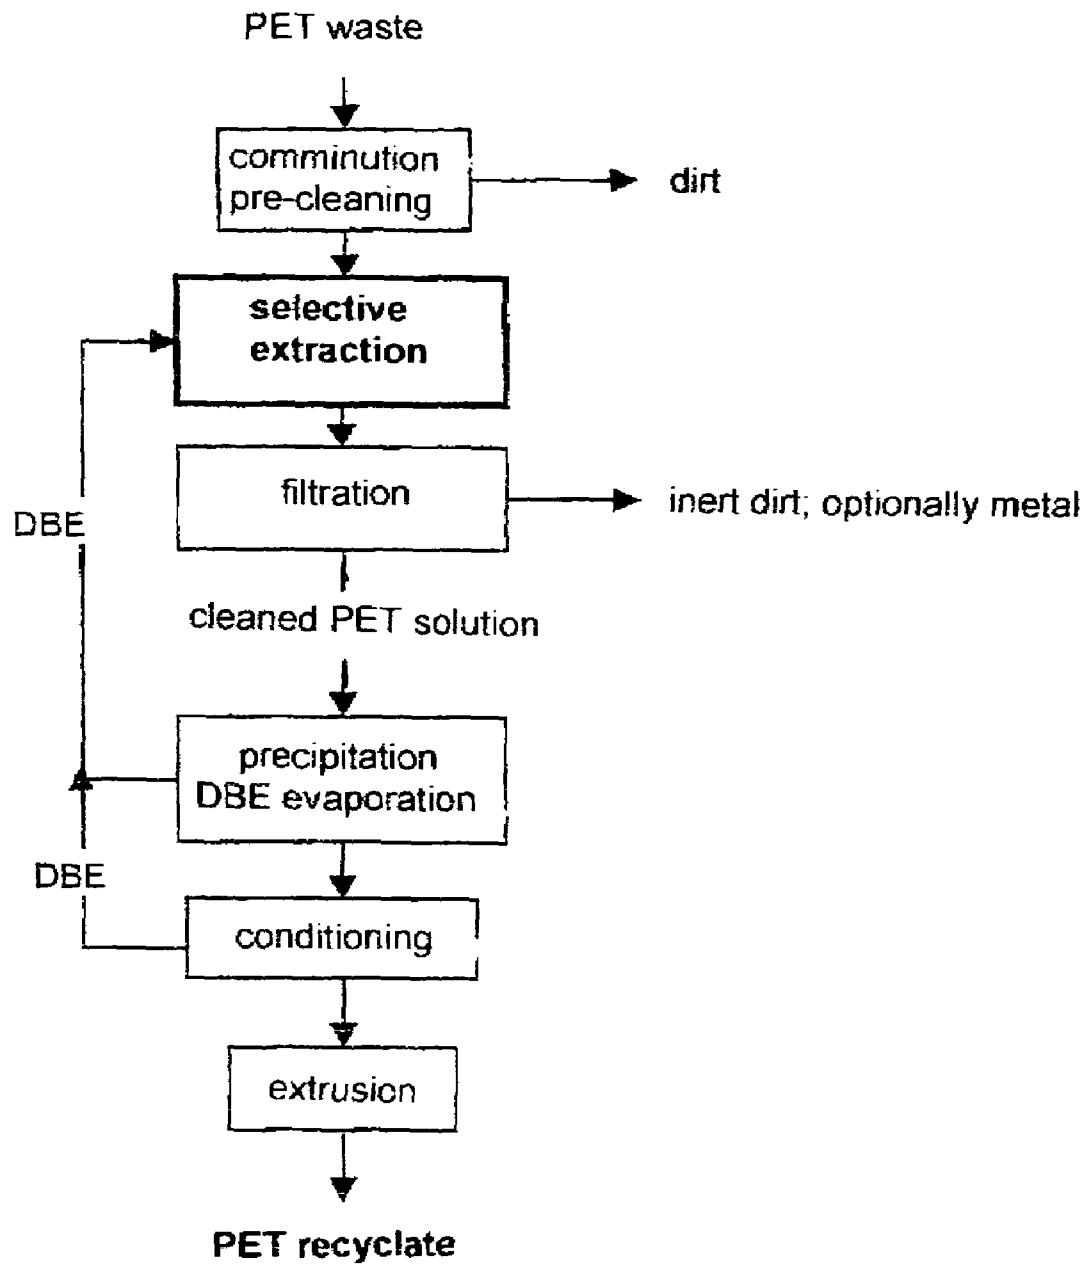 PET waste
comminution
pre-cleaning
dirt
selective
extraction
filtration
inert dirt; optionally metal
DBE
cleaned PET solution
precipitation
DBE evaporation
DBE
conditioning
extrusion
PET recyclate